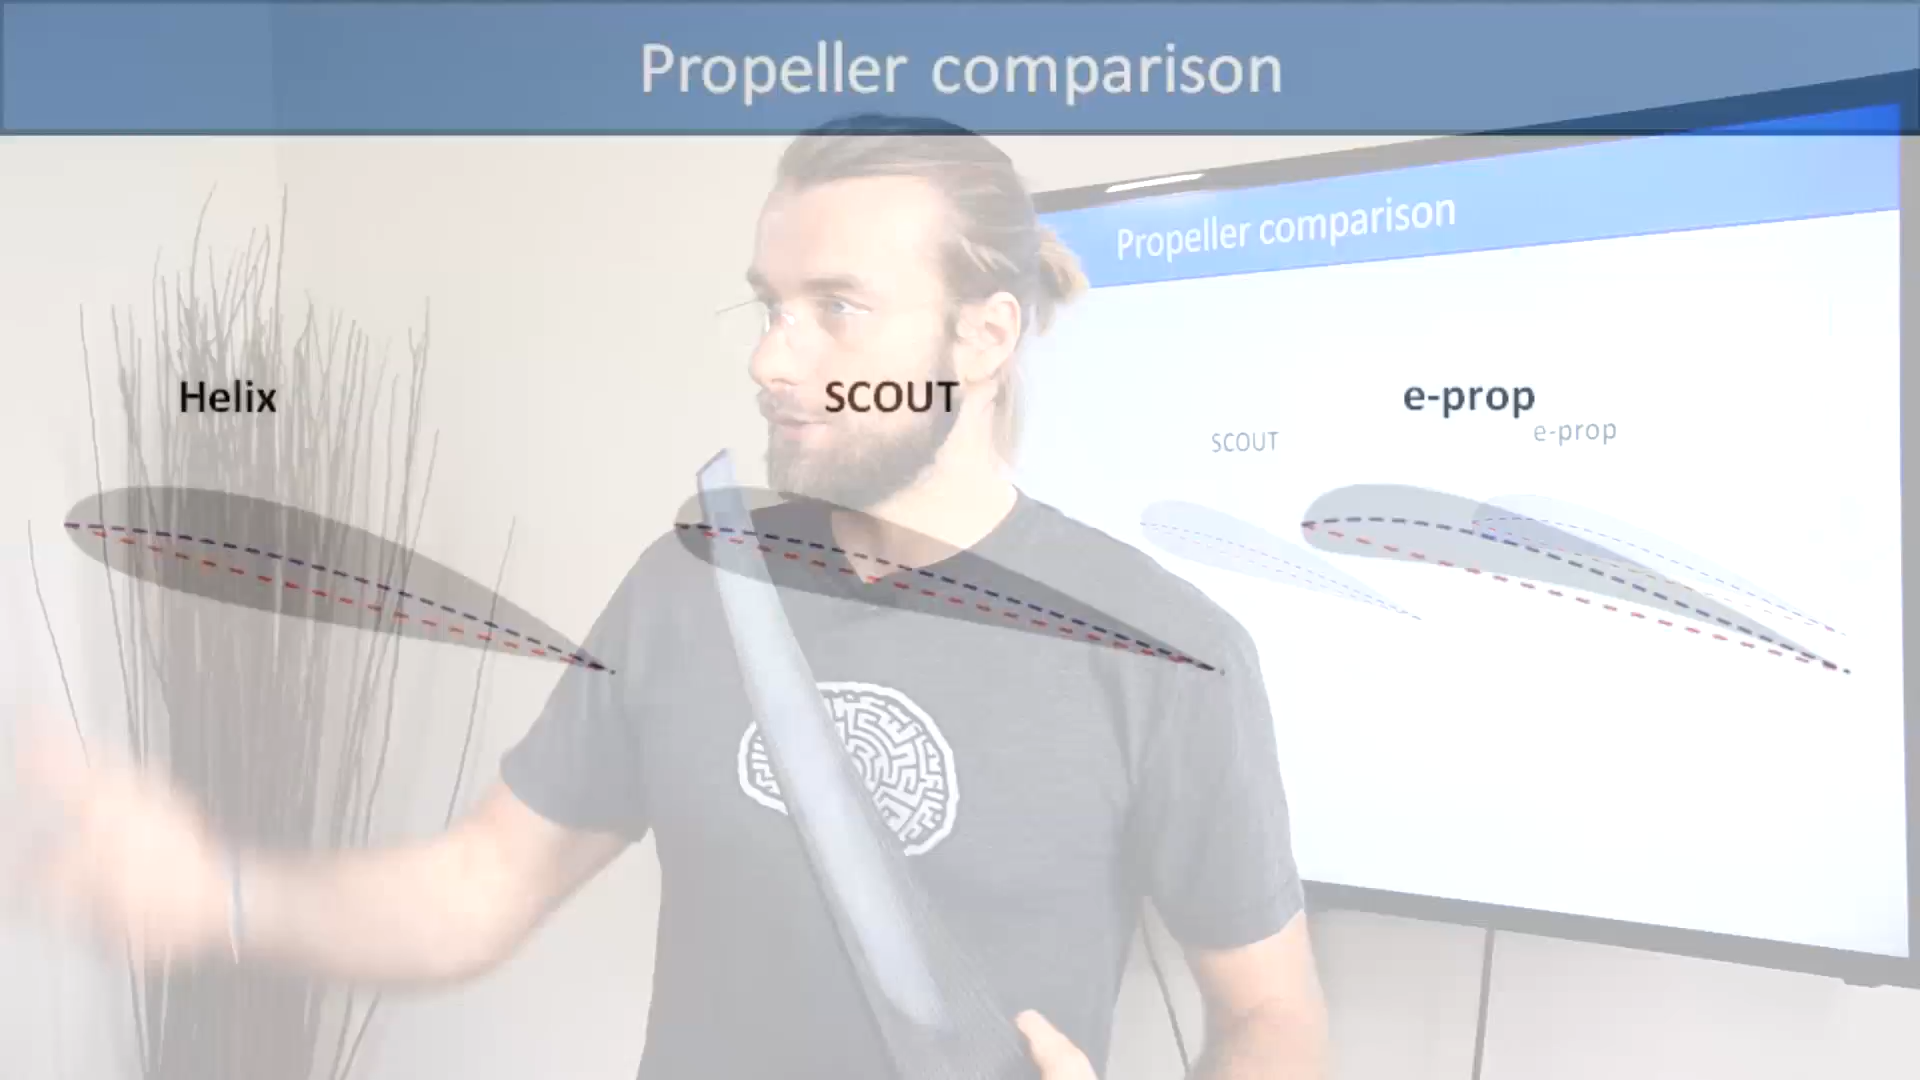 Propeller comparison
Propeller comparison
Helix
SCOUT
e-prop
SCOUT
e-prop